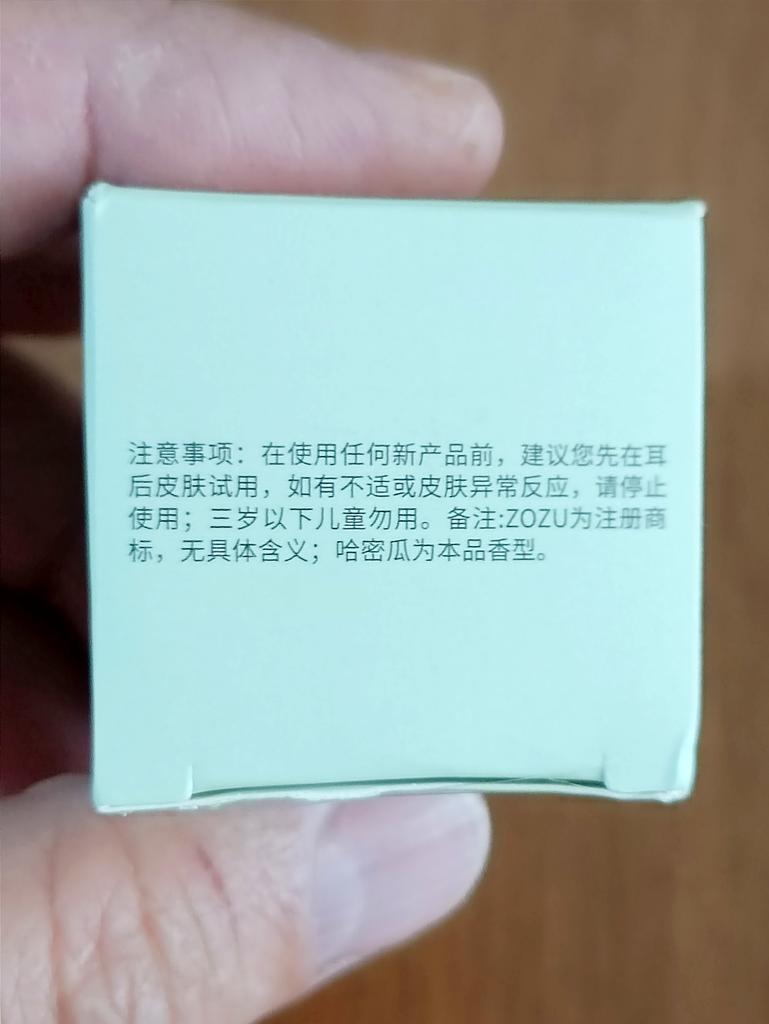 注意事项：在使用任何新产品前，建议您先在耳
后皮肤试用，如有不适或皮肤异常反应，请停止
使用；三岁以下儿童勿用。备注:ZOZU为注册商
标，无具体含义；哈密瓜为本品香型。